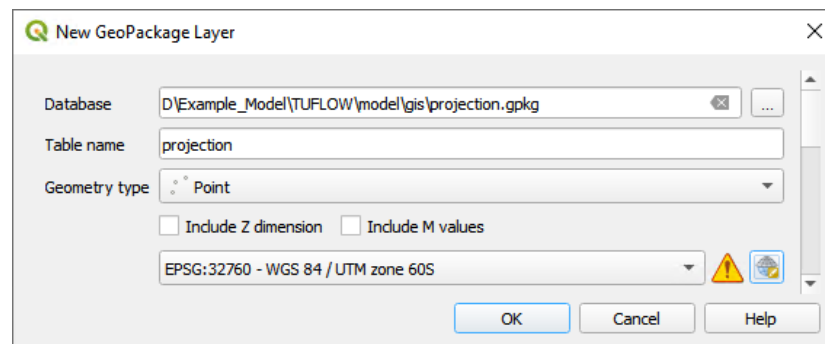 New GeoPackage Layer
Database D\Example_Model\TUFLOW\model\gis\projection.gpkg ...
Table name projection
Geometry type Point
Include Z dimension Include M values
EPSG:32760 - WGS 84 / UTM zone 60S
OK Cancel Help